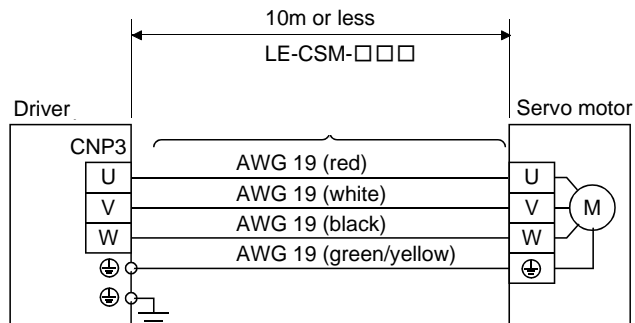 10m or less
LE-CSM-□□□
Driver
Servo motor
CNP3
U
AWG 19 (red)
U
V
AWG 19 (white)
V
M
W
AWG 19 (black)
W
AWG 19 (green/yellow)